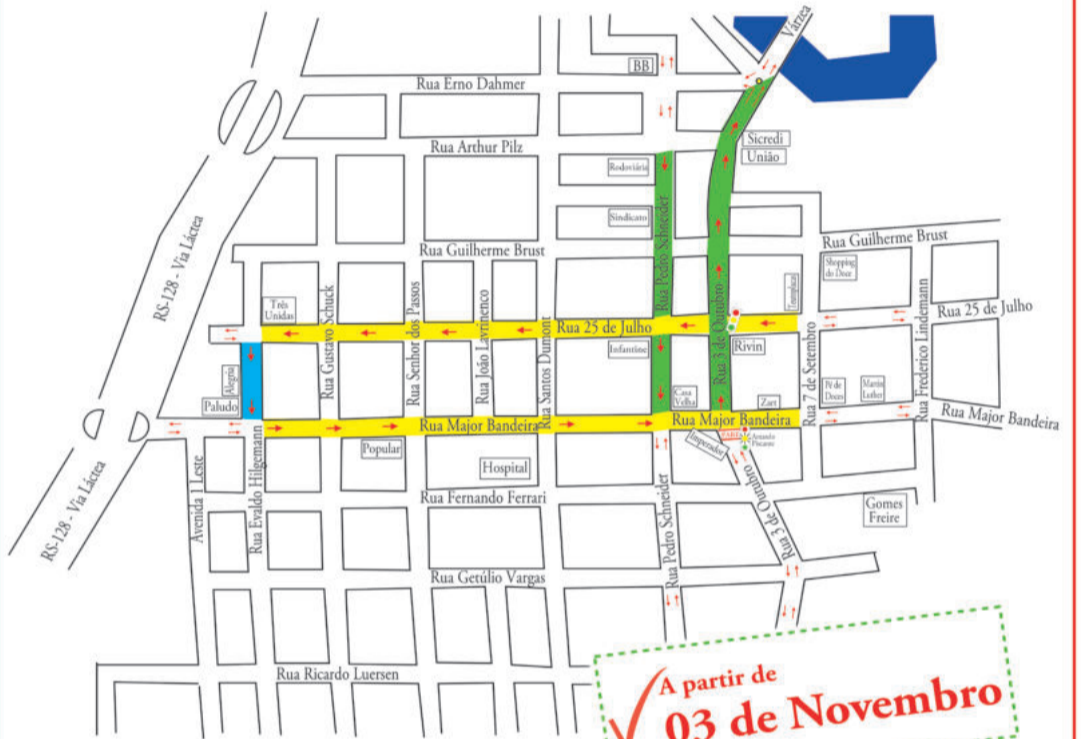 Várzea
BB
Rua Erno Dahmer
Sicredi
União
Rua Arthur Pilz
Rodoviária
Sindicato
Rua Pedro Schneider
RS-128 - Via Láctea
Rua Guilherme Brust
Rua Guilherme Brust
Shopping
do Doce
Três
Unidas
Rua Gustavo Schuck
Rua Senhor dos Passos
Rua João Lavrinenco
Rua Santos Dumont
Rua 25 de Julho
Rua 3 de Outubro
Rua 7 de Setembro
Rua Frederico Lindemann
Rua 25 de Julho
Infantine
Rivin
Alegria
Paludo
Casa
Velha
Zart
Pé de
Doces
Martin
Luther
Rua Major Bandeira
Rua Major Bandeira
Rua Major Bandeira
Imperador
Popular
Hospital
Avenida 1 Leste
Rua Evaldo Hilgemann
Rua Fernando Ferrari
Rua Pedro Schneider
Rua 3 de Outubro
Gomes
Freire
RS-128 - Via Láctea
Rua Getúlio Vargas
Rua Ricardo Luersen
A partir de
03 de Novembro